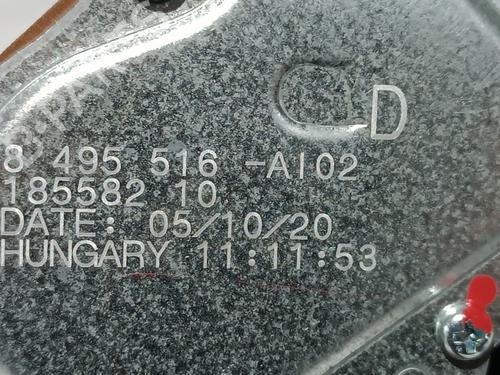 D
8 495 516 -AI02
185582 10
DATE: 05/10/20
HUNGARY 11:11:53